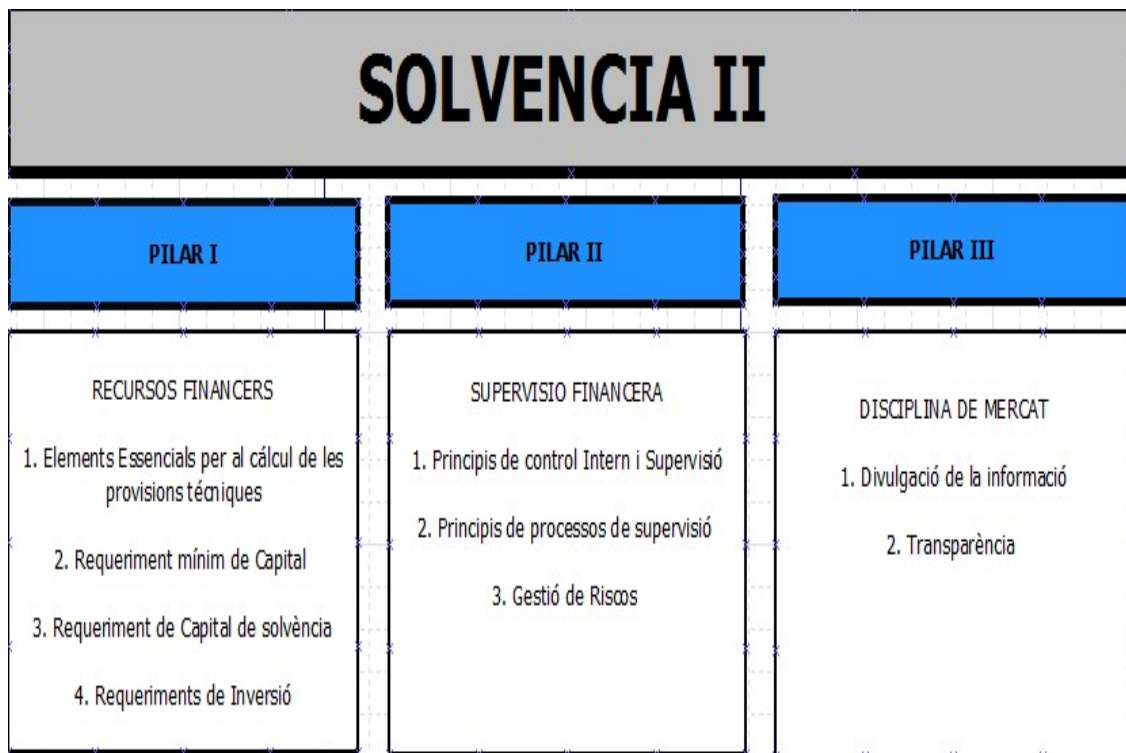 SOLVENCIA II
PILAR I
RECURSOS FINANCERS
1. Elements Essencials per al cálcul de les
provisions técniques
2. Requeriment mínim de Capital
3. Requeriment de Capital de solvència
4. Requeriments de Inversió
PILAR II
SUPERVISIO FINANCERA
1. Principis de control Intern i Supervisió
2. Principis de processos de supervisió
3. Gestió de Riscos
PILAR III
DISCIPLINA DE MERCAT
1. Divulgació de la informació
2. Transparència